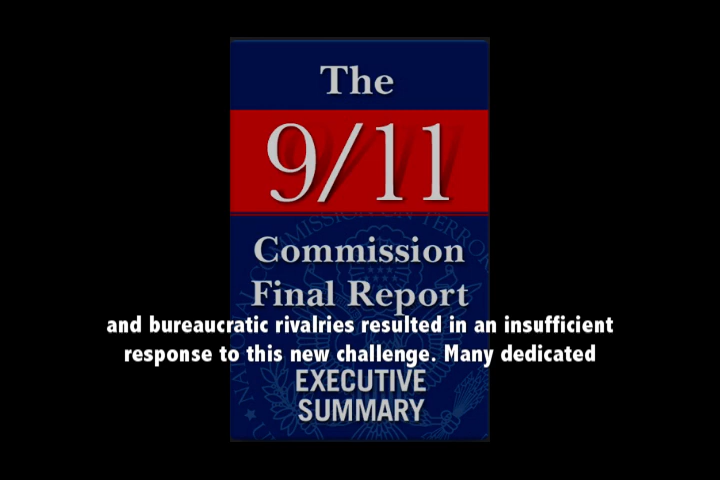 The
9/11
Commission
Final Report
and bureaucratic rivalries resulted in an insufficient
response to this new challenge. Many dedicated
EXECUTIVE
SUMMARY